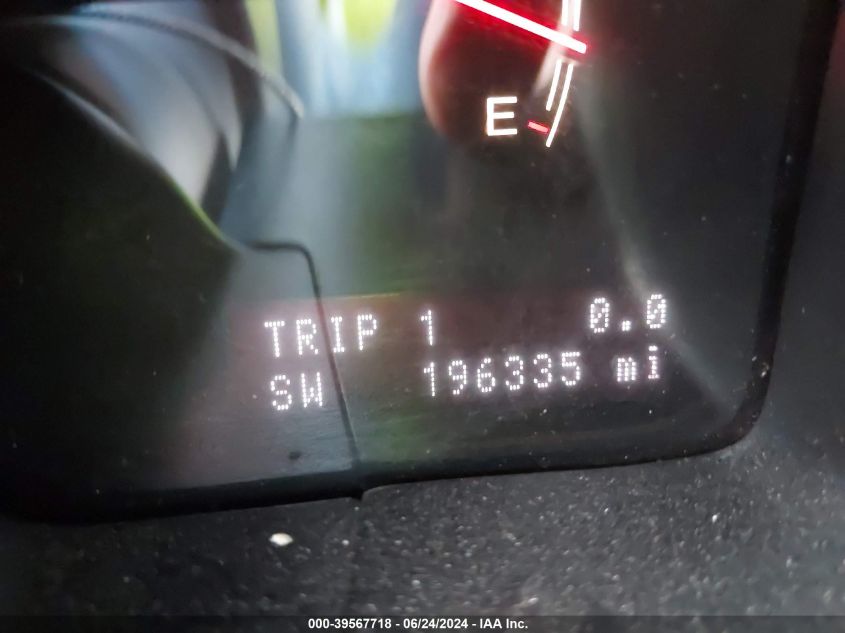 E
TRIP 1 0.0
SW 196335 mi
000-39567718 - 06/24/2024 - IAA Inc.